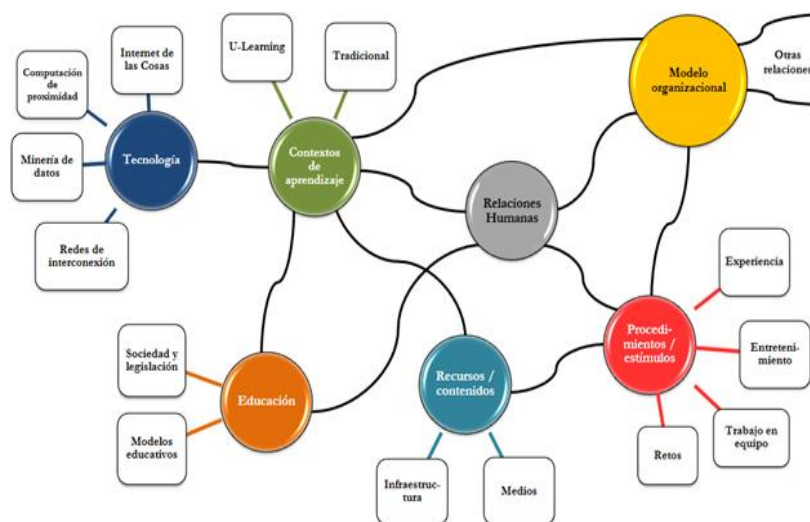 Internet de
las Cosas
U-Learning
Tradicional
Modelo
organizacional
Otras
relaciones
Computación
de
proximidad
Tecnología
Minería de
datos
Contextos
de
aprendizaje
Relaciones
Humanas
Redes de
interconexión
Experiencia
Procedi-
mientos /
estímulos
Entreteni-
miento
Sociedad y
legislación
Educación
Recursos /
contenidos
Modelos
educativos
Trabajo en
equipo
Retos
Infraestruc-
tura
Medios